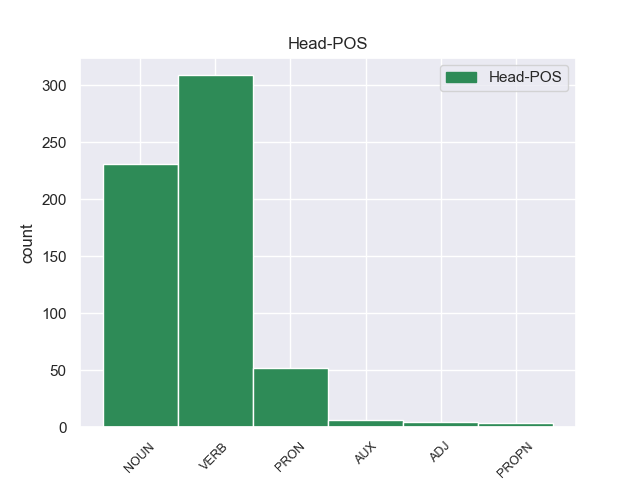 Head-POS
Head-POS
300
250
200
150
100
50
0
count
NOUN
VERB
PRON
AUX
ADJ
PROPN